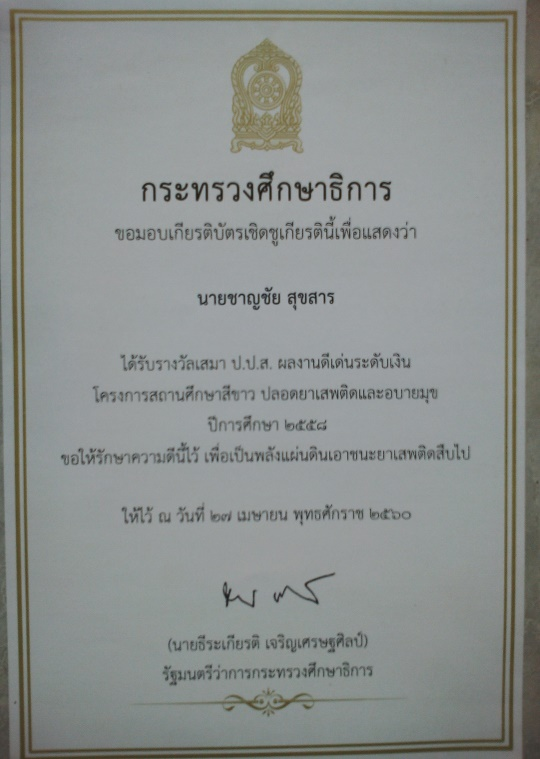 กระทรวงศึกษาธิการ
ขอมอบเกียรติบัตรเชิดชูเกียรตินี้เพื่อแสดงว่า
นายชาญชัย สุขสาร
ได้รับรางวัลเสมา ป.ป.ส. ผลงานดีเด่นระดับเงิน
โครงการสถานศึกษาสีขาว ปลอดยาเสพติดและอบายมุข
ปีการศึกษา ๒๕๕๘
ขอให้รักษาความดีนี้ไว้ เพื่อเป็นพลังแผ่นดินเอาชนะยาเสพติดสืบไป
ให้ไว้ ณ วันที่ ๒๗ เมษายน พุทธศักราช ๒๕๖๐
(นายธีระเกียรติ เจริญเศรษฐศิลป์)
รัฐมนตรีว่าการกระทรวงศึกษาธิการ